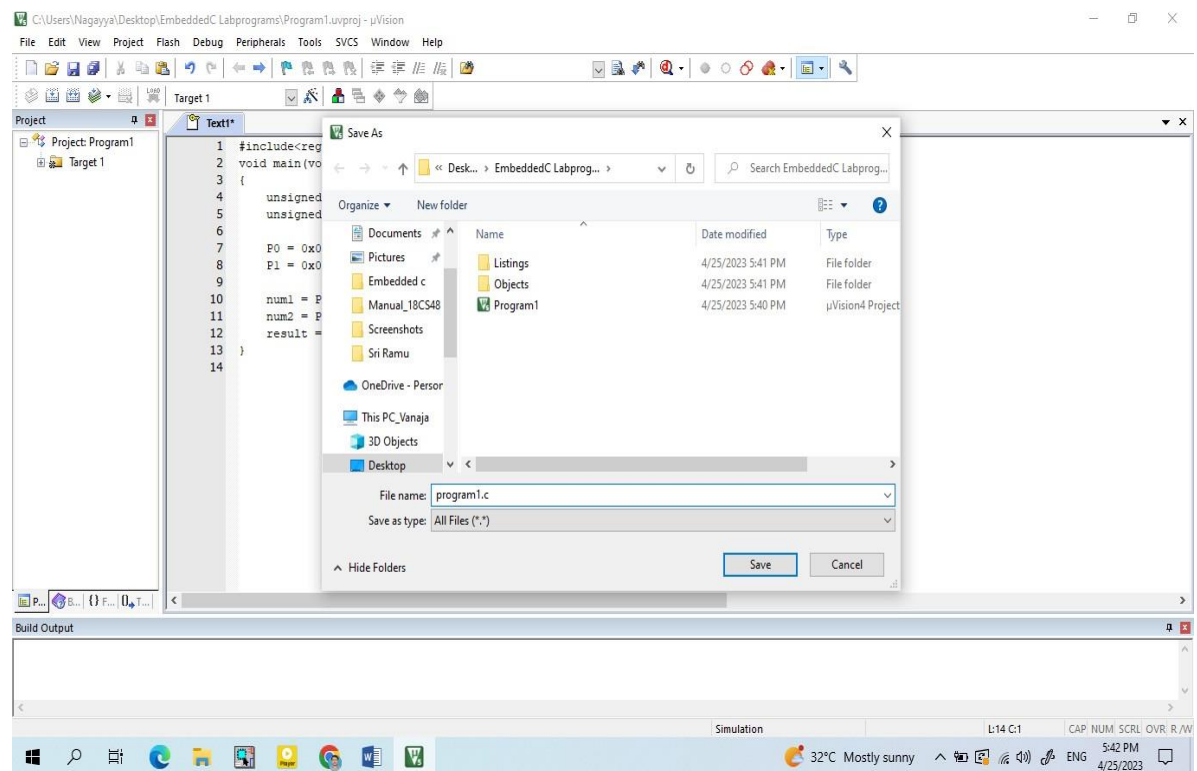 C:\Users\Nagayya\Desktop\EmbeddedC Labprograms\Program1.uvproj - µVision
File Edit View Project Flash Debug Peripherals Tools SVCS Window Help
LOAD
Target 1
Project
Project: Program1
Target 1
Text1*
1 #include<reg
2 void main(vo
3 {
4 unsigned
5 unsigned
6
7 P0 = 0x0
8 P1 = 0x0
9
10 num1 = P
11 num2 = P
12 result =
13 }
14
Save As
« Desk... › EmbeddedC Labprog... ›
Search EmbeddedC Labprog...
Organize New folder
Documents
Pictures
Embedded c
Manual_18CS48
Screenshots
Sri Ramu
OneDrive - Person
This PC_Vanaja
3D Objects
Desktop
Name Date modified Type
Listings 4/25/2023 5:41 PM File folder
Objects 4/25/2023 5:41 PM File folder
Program1 4/25/2023 5:40 PM µVision4 Project
File name: program1.c
Save as type: All Files (*.*)
Hide Folders
Save Cancel
P... B... {} F... T...
Build Output
Simulation L:14 C:1 CAP NUM SCRL OVR R/W
Player
32°C Mostly sunny
ENG
5:42 PM
4/25/2023